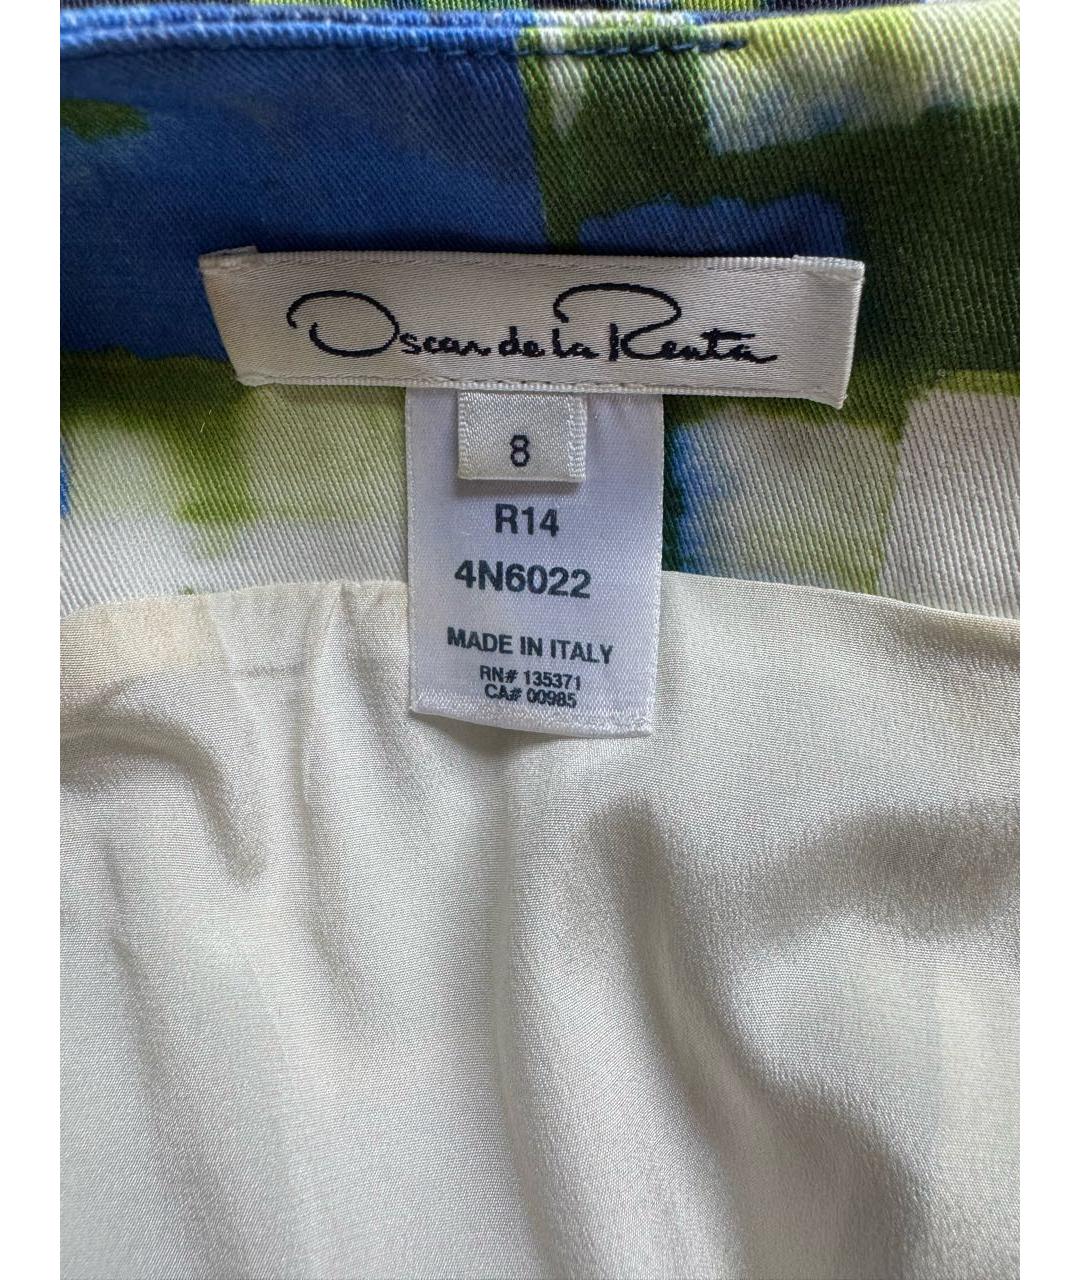 Oscar de la Renta
8
R14
4N6022
MADE IN ITALY
RN# 135371
CA# 00985